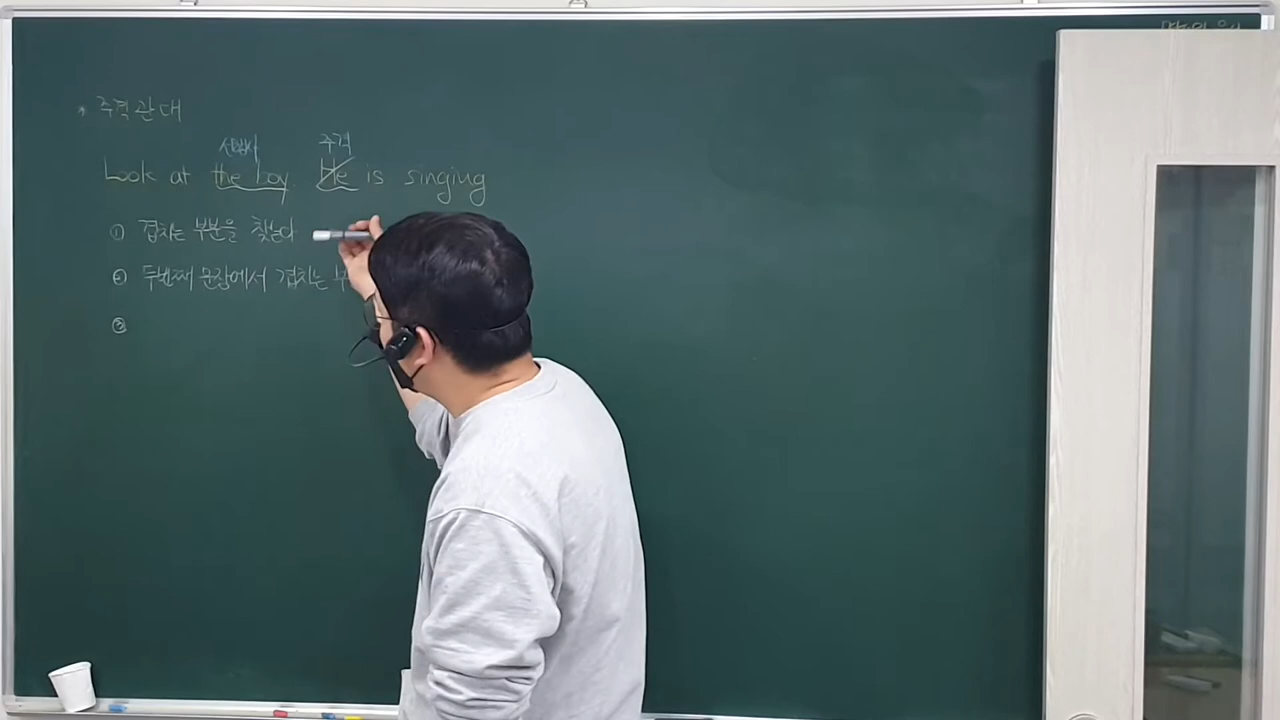 * 주격관대
선행사 주격
Look at the boy. He is singing
① 겹치는 부분을 찾는다
② 두번째 문장에서 겹치는 부
③